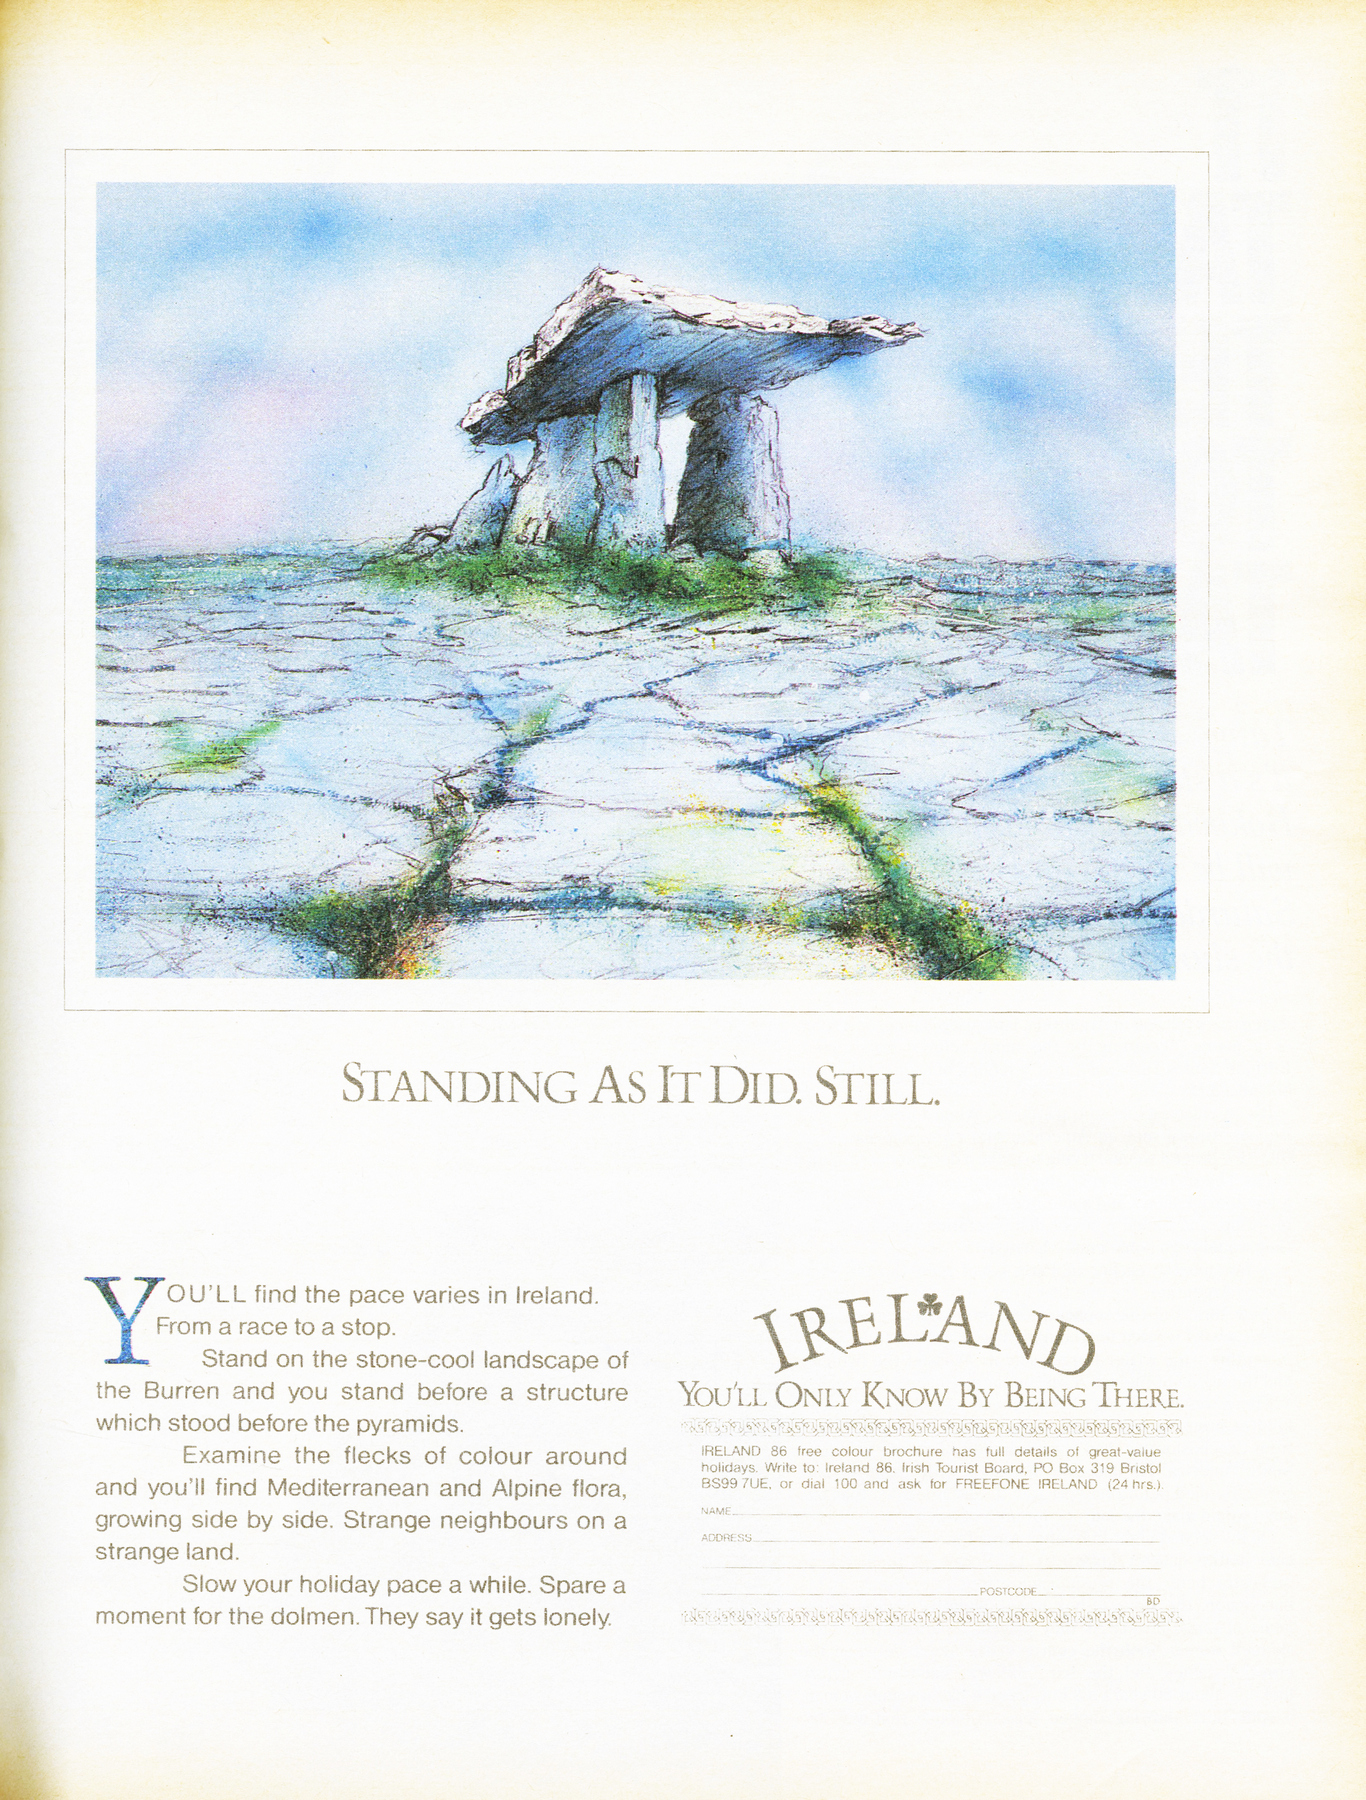 STANDING AS IT DID. STILL.
YOU'LL find the pace varies in Ireland.
From a race to a stop.
Stand on the stone-cool landscape of
the Burren and you stand before a structure
which stood before the pyramids.
Examine the flecks of colour around
and you'll find Mediterranean and Alpine flora,
growing side by side. Strange neighbours on a
strange land.
Slow your holiday pace a while. Spare a
moment for the dolmen. They say it gets lonely.
IRELAND
YOU'LL ONLY KNOW BY BEING THERE.
IRELAND 86 free colour brochure has full details of great-value
holidays. Write to: Ireland 86, Irish Tourist Board, PO Box 319 Bristol
BS99 7UE, or dial 100 and ask for FREEFONE IRELAND (24 hrs.).
NAME
ADDRESS
POSTCODE
BD